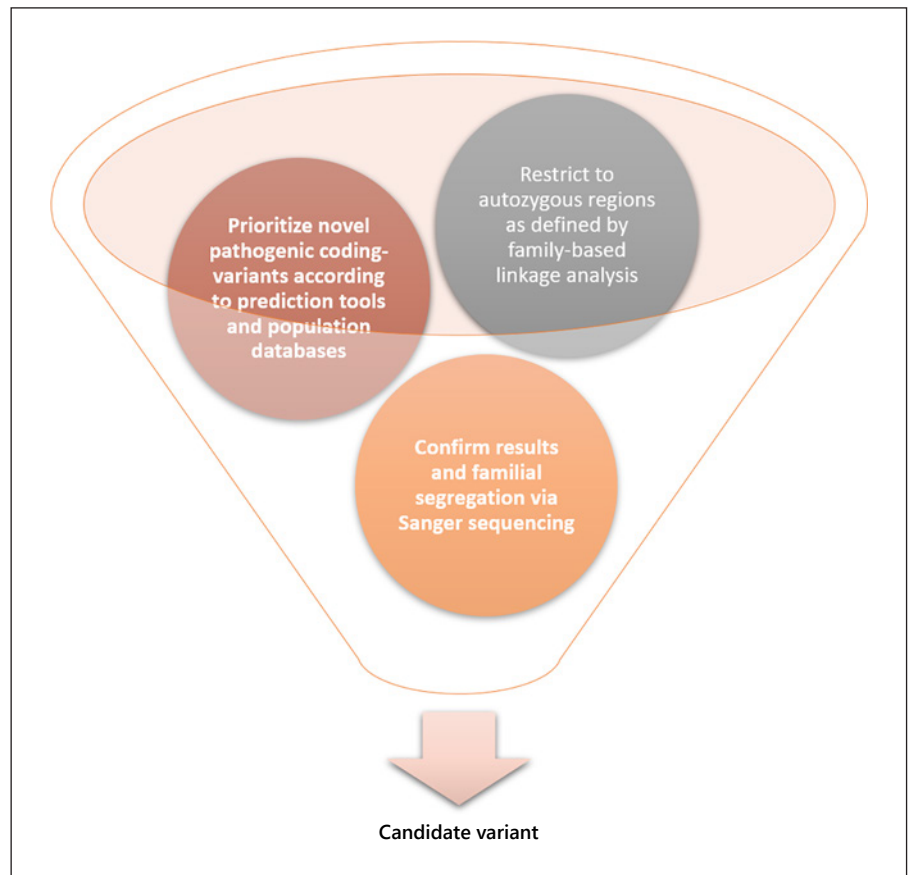 Prioritize novel
pathogenic coding-
variants according
to prediction tools
and population
databases
Restrict to
autozygous regions
as defined by
family-based
linkage analysis
Confirm results
and familial
segregation via
Sanger sequencing
Candidate variant